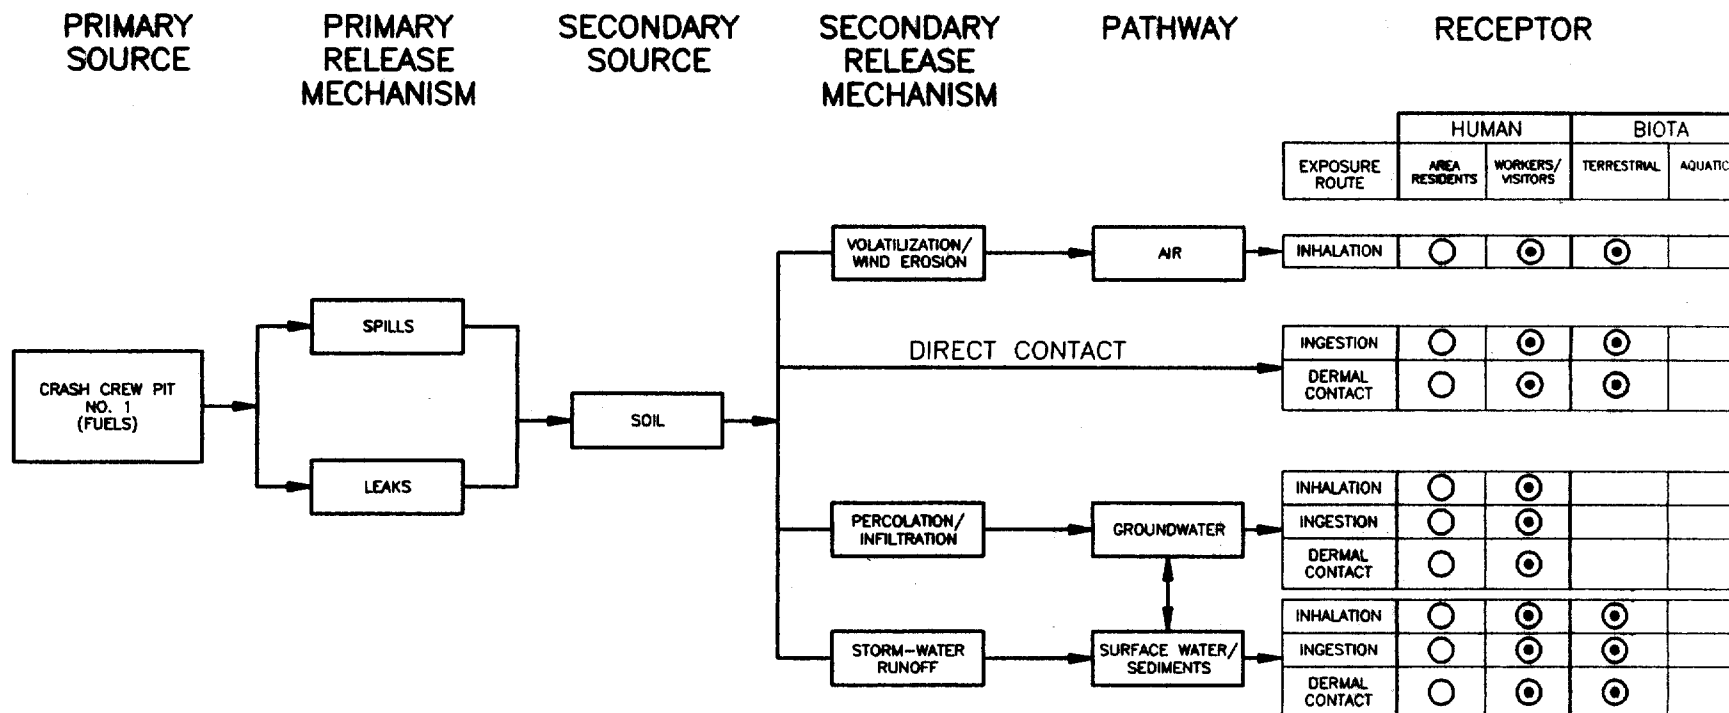 PRIMARY
SOURCE
PRIMARY
RELEASE
MECHANISM
SECONDARY
SOURCE
SECONDARY
RELEASE
MECHANISM
PATHWAY
RECEPTOR
HUMAN
BIOTA
EXPOSURE
ROUTE
AREA
RESIDENTS
WORKERS/
VISITORS
TERRESTRIAL
AQUATIC
VOLATILIZATION/
WIND EROSION
AIR
INHALATION
SPILLS
DIRECT CONTACT
INGESTION
DERMAL
CONTACT
CRASH CREW PIT
NO. 1
(FUELS)
SOIL
LEAKS
PERCOLATION/
INFILTRATION
GROUNDWATER
INHALATION
INGESTION
DERMAL
CONTACT
STORM-WATER
RUNOFF
SURFACE WATER/
SEDIMENTS
INHALATION
INGESTION
DERMAL
CONTACT